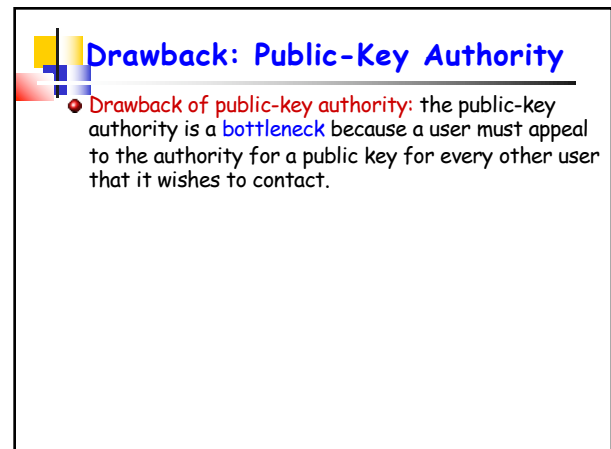 Drawback: Public-Key Authority
Drawback of public-key authority: the public-key
authority is a bottleneck because a user must appeal
to the authority for a public key for every other user
that it wishes to contact.